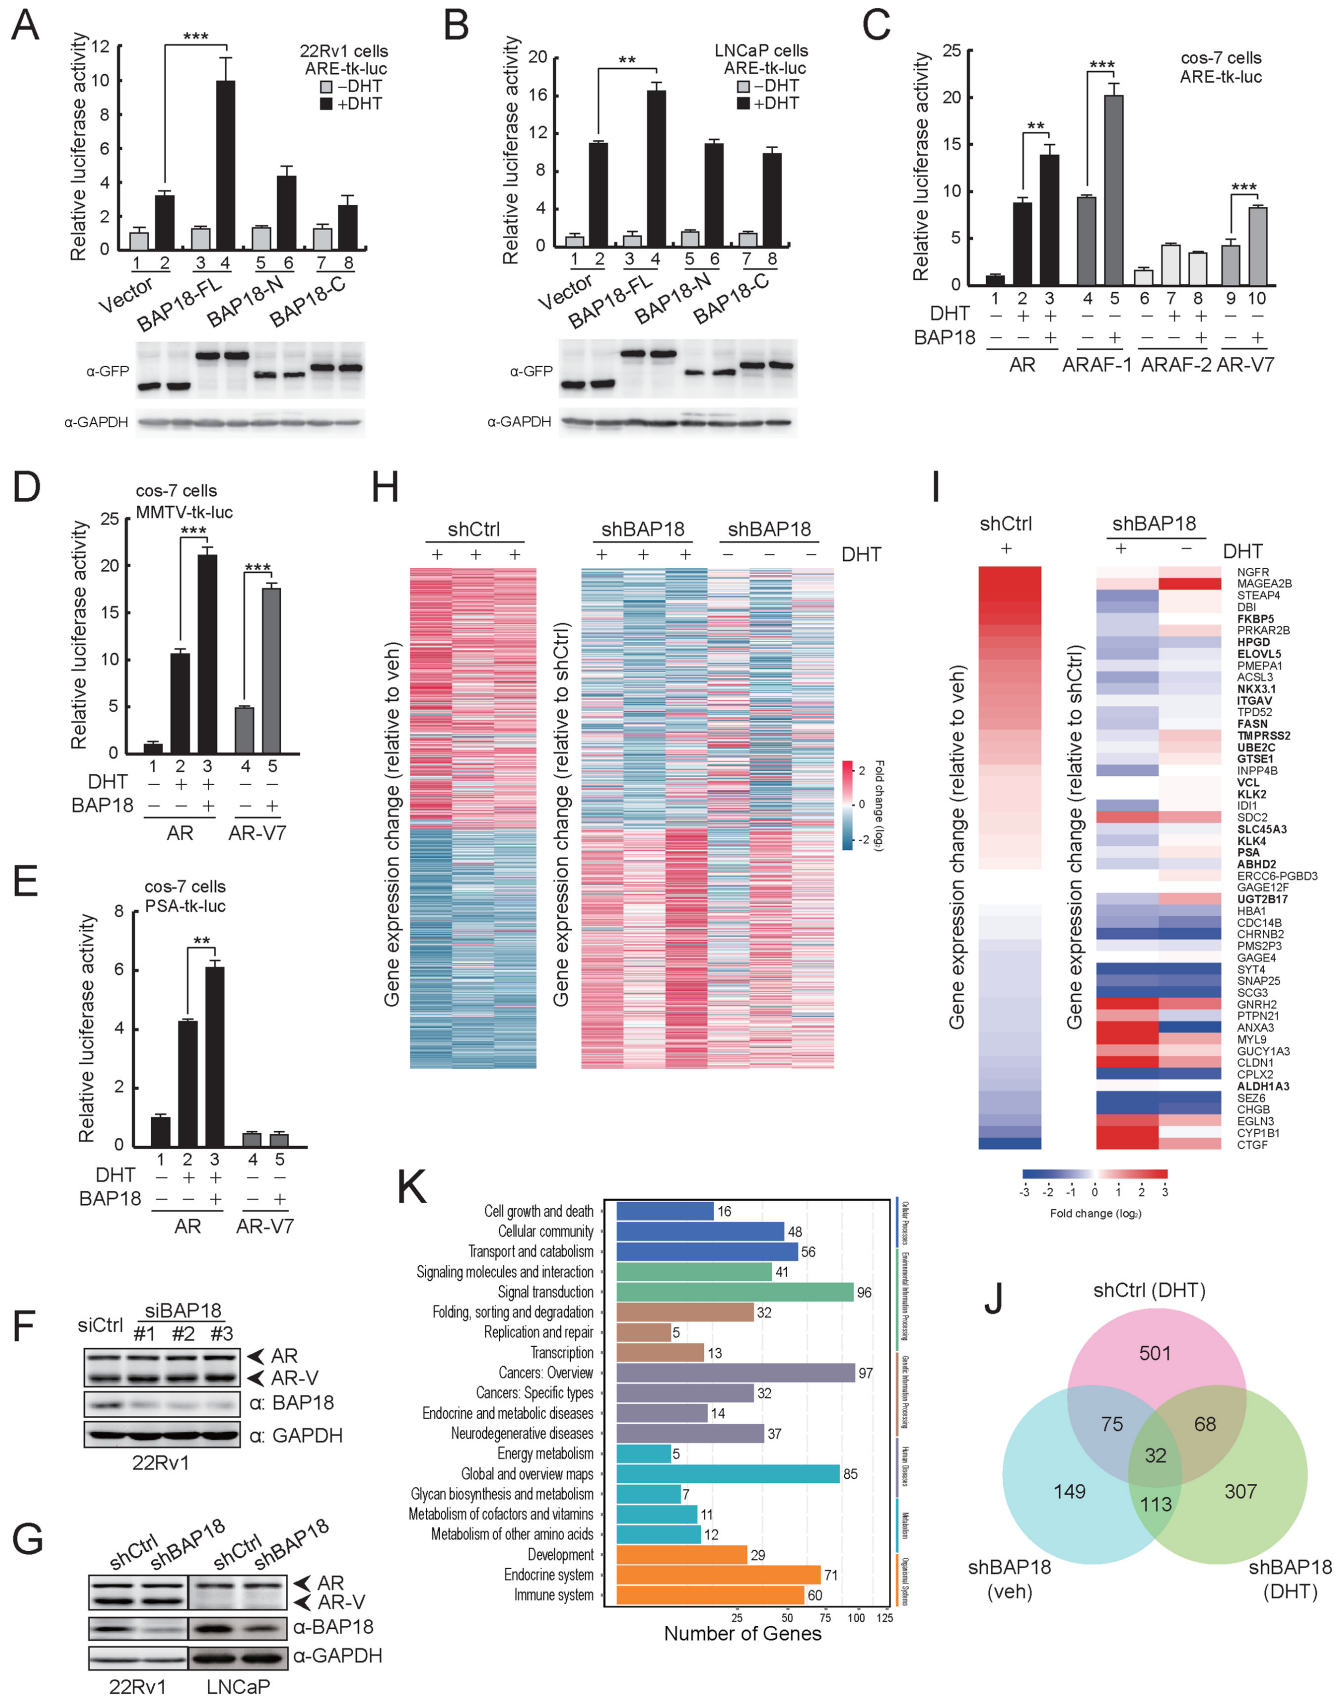 A
Relative luciferase activity
12
10
8
6
4
2
0
***
22Rv1 cells
ARE-tk-luc
−DHT
+DHT
1 2 3 4 5 6 7 8
Vector
BAP18-FL
BAP18-N
BAP18-C
α-GFP
α-GAPDH
B
Relative luciferase activity
20
16
12
8
4
0
**
LNCaP cells
ARE-tk-luc
−DHT
+DHT
1 2 3 4 5 6 7 8
Vector
BAP18-FL
BAP18-N
BAP18-C
α-GFP
α-GAPDH
C
Relative luciferase activity
25
20
15
10
5
0
cos-7 cells
ARE-tk-luc
**
***
***
1 2 3 4 5 6 7 8 9 10
DHT − + + − − − + + − −
BAP18 − − + − + − − + − +
AR ARAF-1 ARAF-2 AR-V7
D
cos-7 cells
MMTV-tk-luc
Relative luciferase activity
25
20
15
10
5
0
***
***
1 2 3 4 5
DHT − + + − −
BAP18 − − + − +
AR AR-V7
E
cos-7 cells
PSA-tk-luc
Relative luciferase activity
8
6
4
2
0
**
1 2 3 4 5
DHT − + + − −
BAP18 − − + − +
AR AR-V7
F
siCtrl siBAP18
#1 #2 #3
AR
AR-V
α: BAP18
α: GAPDH
22Rv1
G
shCtrl shBAP18 shCtrl shBAP18
AR
AR-V
α-BAP18
α-GAPDH
22Rv1 LNCaP
H
shCtrl shBAP18 shBAP18
+ + + + + + − − − DHT
Gene expression change (relative to veh)
Gene expression change (relative to shCtrl)
2
0
-2
Fold change (log₂)
I
shCtrl shBAP18
+ + − DHT
Gene expression change (relative to veh)
Gene expression change (relative to shCtrl)
NGFR
MAGEA2B
STEAP4
DBI
FKBP5
PRKAR2B
HPGD
ELOVL5
PMEPA1
ACSL3
NKX3.1
ITGAV
TPD52
FASN
TMPRSS2
UBE2C
GTSE1
INPP4B
VCL
KLK2
IDI1
SDC2
SLC45A3
KLK4
PSA
ABHD2
ERCC6-PGBD3
GAGE12F
UGT2B17
HBA1
CDC14B
CHRNB2
PMS2P3
GAGE4
SYT4
SNAP25
SCG3
GNRH2
PTPN21
ANXA3
MYL9
GUCY1A3
CLDN1
CPLX2
ALDH1A3
SEZ6
CHGB
EGLN3
CYP1B1
CTGF
-3 -2 -1 0 1 3
Fold change (log₂)
J
shCtrl (DHT)
501
75 68
32
149 113 307
shBAP18
(veh)
shBAP18
(DHT)
K
Cell growth and death 16
Cellular community 48
Transport and catabolism 56
Signaling molecules and interaction 41
Signal transduction 96
Folding, sorting and degradation 32
Replication and repair 5
Transcription 13
Cancers: Overview 97
Cancers: Specific types 32
Endocrine and metabolic diseases 14
Neurodegenerative diseases 37
Energy metabolism 5
Global and overview maps 85
Glycan biosynthesis and metabolism 7
Metabolism of cofactors and vitamins 11
Metabolism of other amino acids 12
Development 29
Endocrine system 71
Immune system 60
25 50 75 100 125
Number of Genes
Cellular Processes
Environmental Information Processing
Genetic Information Processing
Human Diseases
Metabolism
Organismal Systems